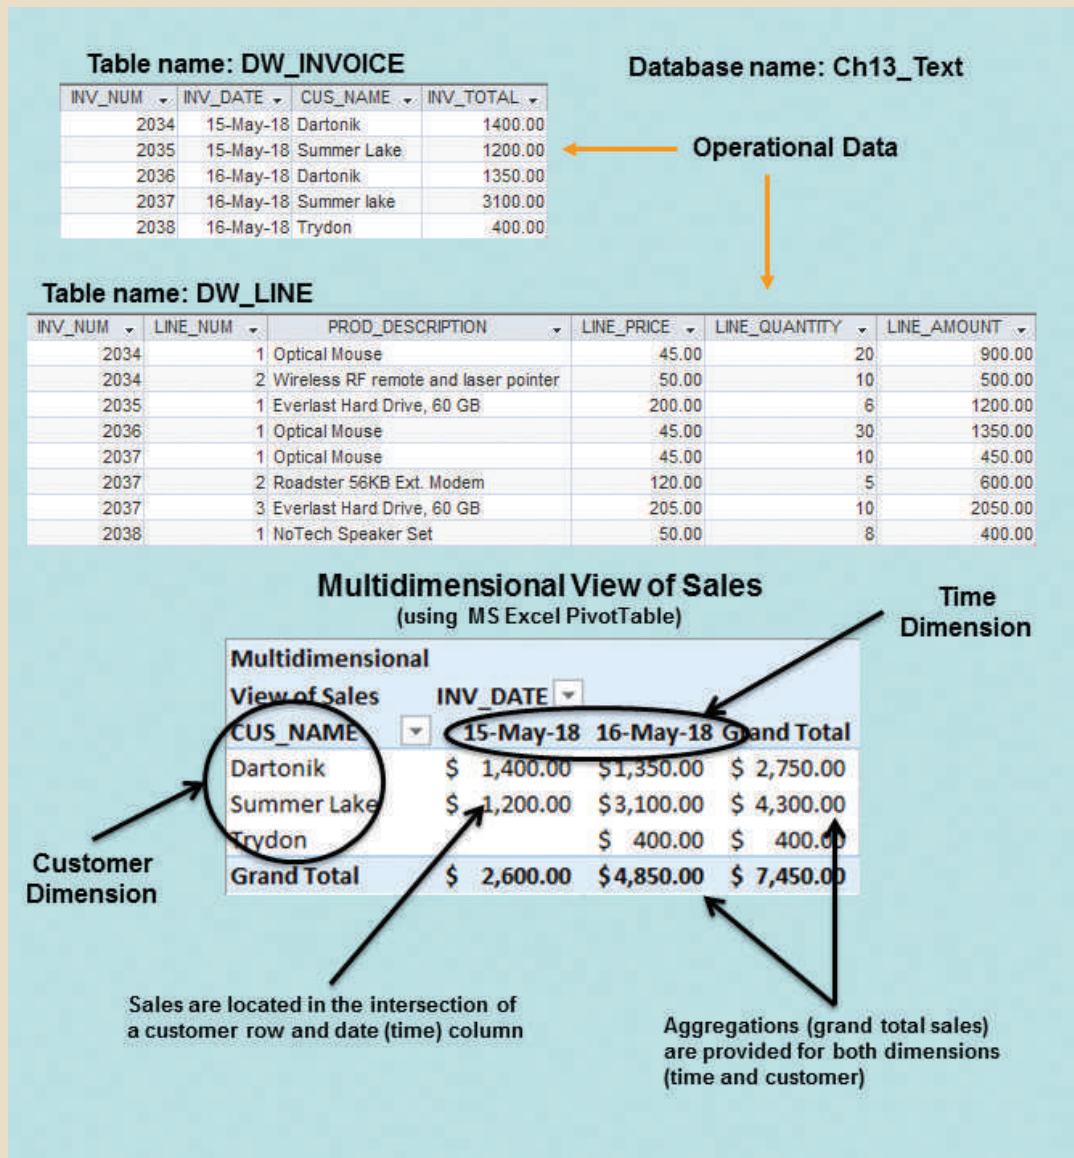 Table name: DW_INVOICE
Database name: Ch13_Text
INV_NUM INV_DATE CUS_NAME INV_TOTAL
2034 15-May-18 Dartonik 1400.00
2035 15-May-18 Summer Lake 1200.00
2036 16-May-18 Dartonik 1350.00
2037 16-May-18 Summer lake 3100.00
2038 16-May-18 Trydon 400.00
Operational Data
Table name: DW_LINE
INV_NUM LINE_NUM PROD_DESCRIPTION LINE_PRICE LINE_QUANTITY LINE_AMOUNT
2034 1 Optical Mouse 45.00 20 900.00
2034 2 Wireless RF remote and laser pointer 50.00 10 500.00
2035 1 Everlast Hard Drive, 60 GB 200.00 6 1200.00
2036 1 Optical Mouse 45.00 30 1350.00
2037 1 Optical Mouse 45.00 10 450.00
2037 2 Roadster 56KB Ext. Modem 120.00 5 600.00
2037 3 Everlast Hard Drive, 60 GB 205.00 10 2050.00
2038 1 NoTech Speaker Set 50.00 8 400.00
Multidimensional View of Sales
(using MS Excel PivotTable)
Time
Dimension
Multidimensional
View of Sales INV_DATE
CUS_NAME 15-May-18 16-May-18 Grand Total
Dartonik $ 1,400.00 $1,350.00 $ 2,750.00
Summer Lake $ 1,200.00 $3,100.00 $ 4,300.00
Trydon $ 400.00 $ 400.00
Grand Total $ 2,600.00 $4,850.00 $ 7,450.00
Customer
Dimension
Sales are located in the intersection of
a customer row and date (time) column
Aggregations (grand total sales)
are provided for both dimensions
(time and customer)